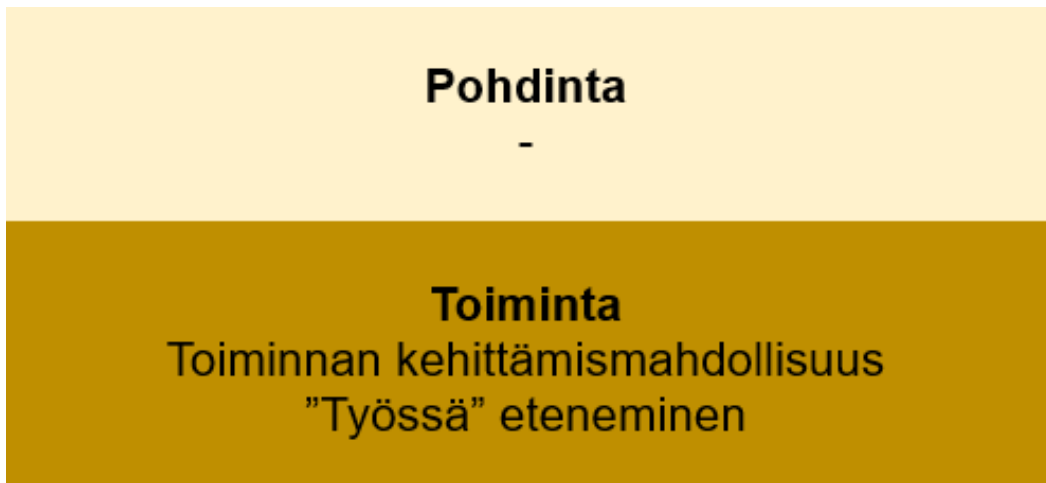 Pohdinta
-
Toiminta
Toiminnan kehittämismahdollisuus
”Työssä” eteneminen